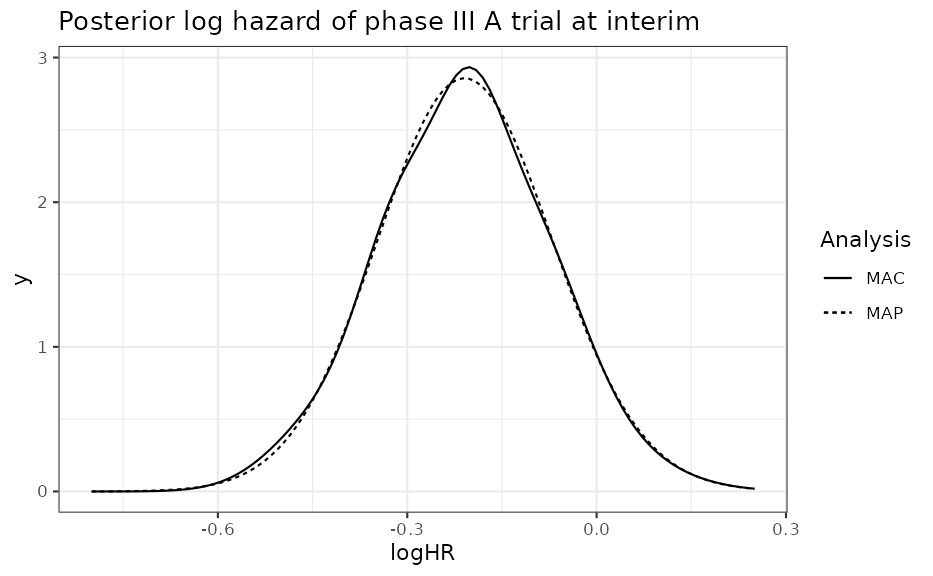 Posterior log hazard of phase III A trial at interim
3
2
1
0
y
-0.6
-0.3
0.0
0.3
logHR
Analysis
MAC
MAP